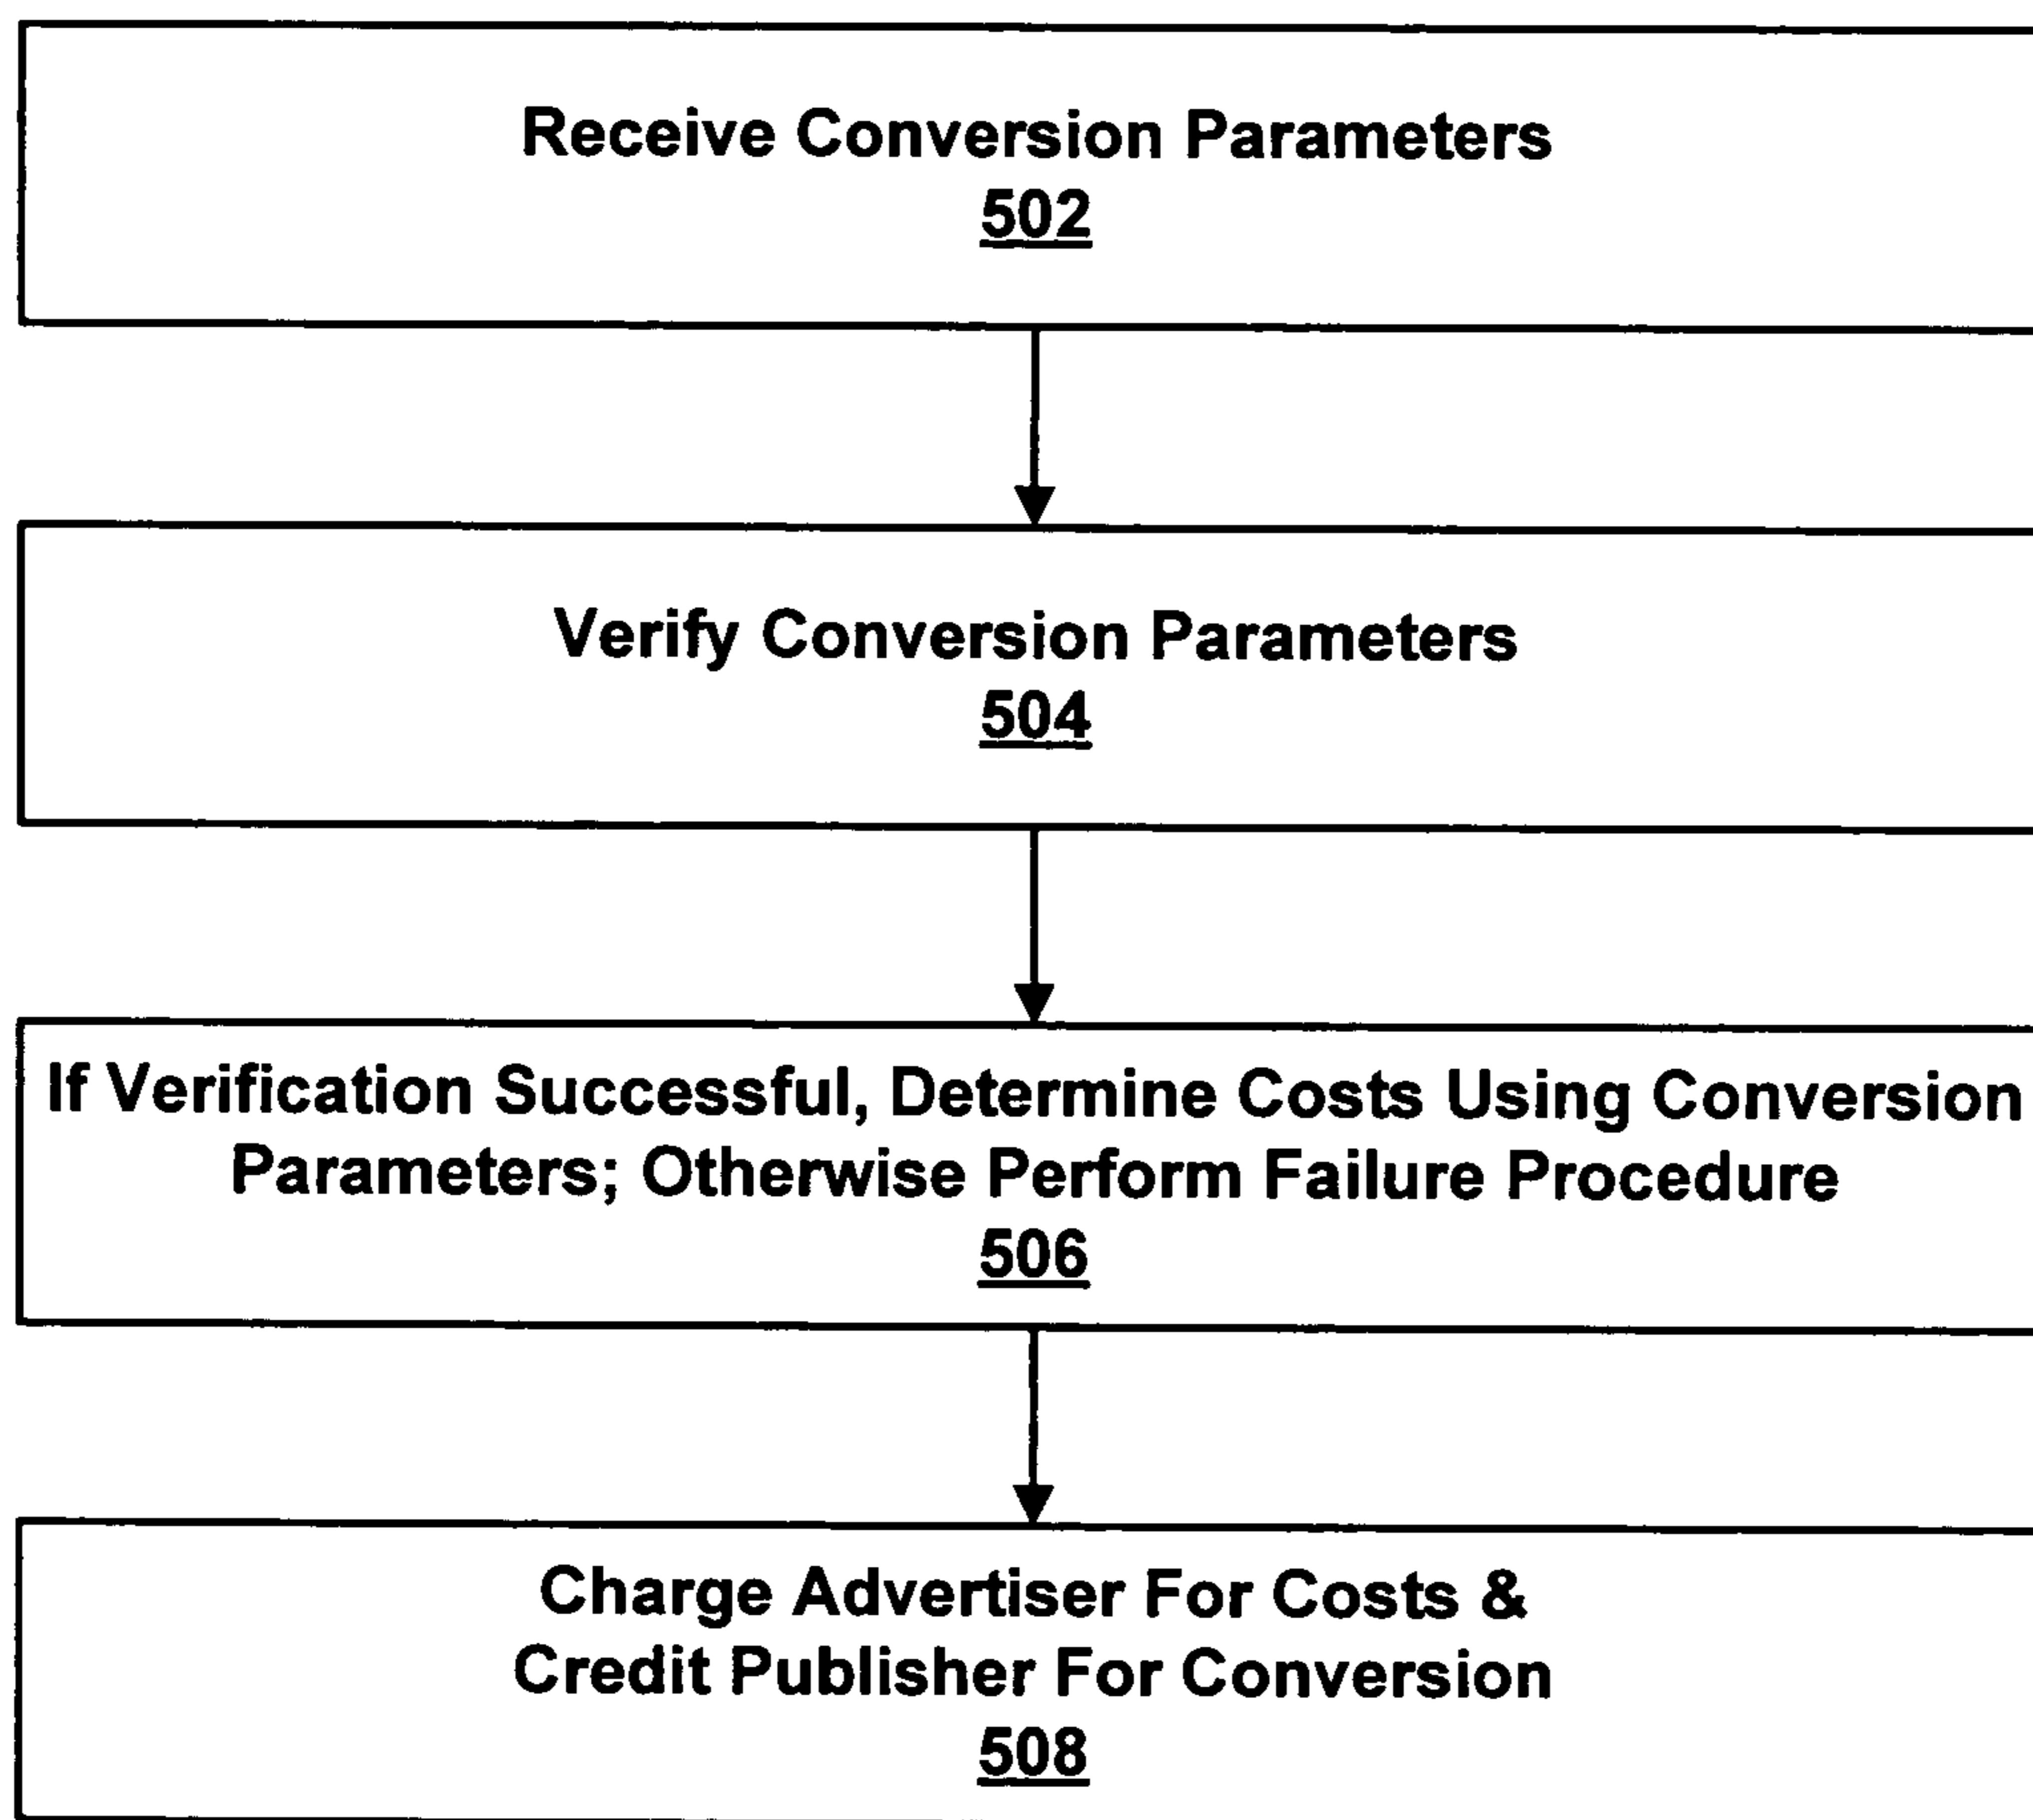 Receive Conversion Parameters
502
Verify Conversion Parameters
504
If Verification Successful, Determine Costs Using Conversion
Parameters; Otherwise Perform Failure Procedure
506
Charge Advertiser For Costs &
Credit Publisher For Conversion
508